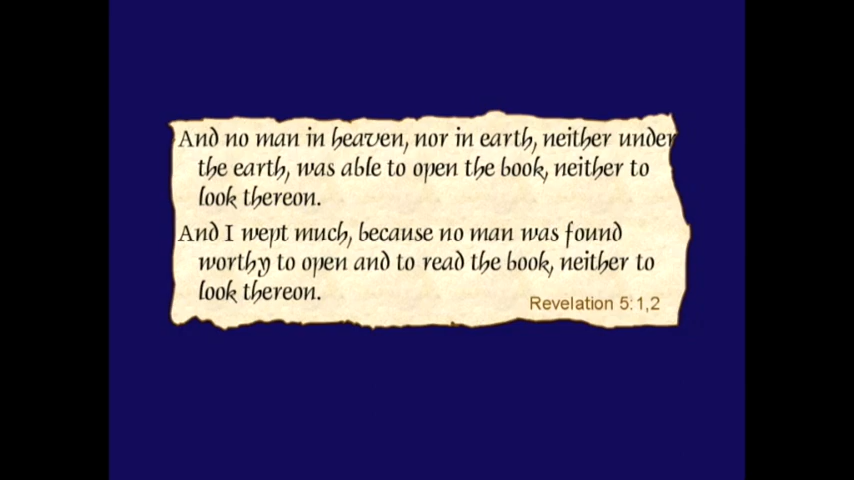 And no man in heaven, nor in earth, neither under
the earth, was able to open the book, neither to
look thereon.
And I wept much, because no man was found
worthy to open and to read the book, neither to
look thereon.
Revelation 5:1,2